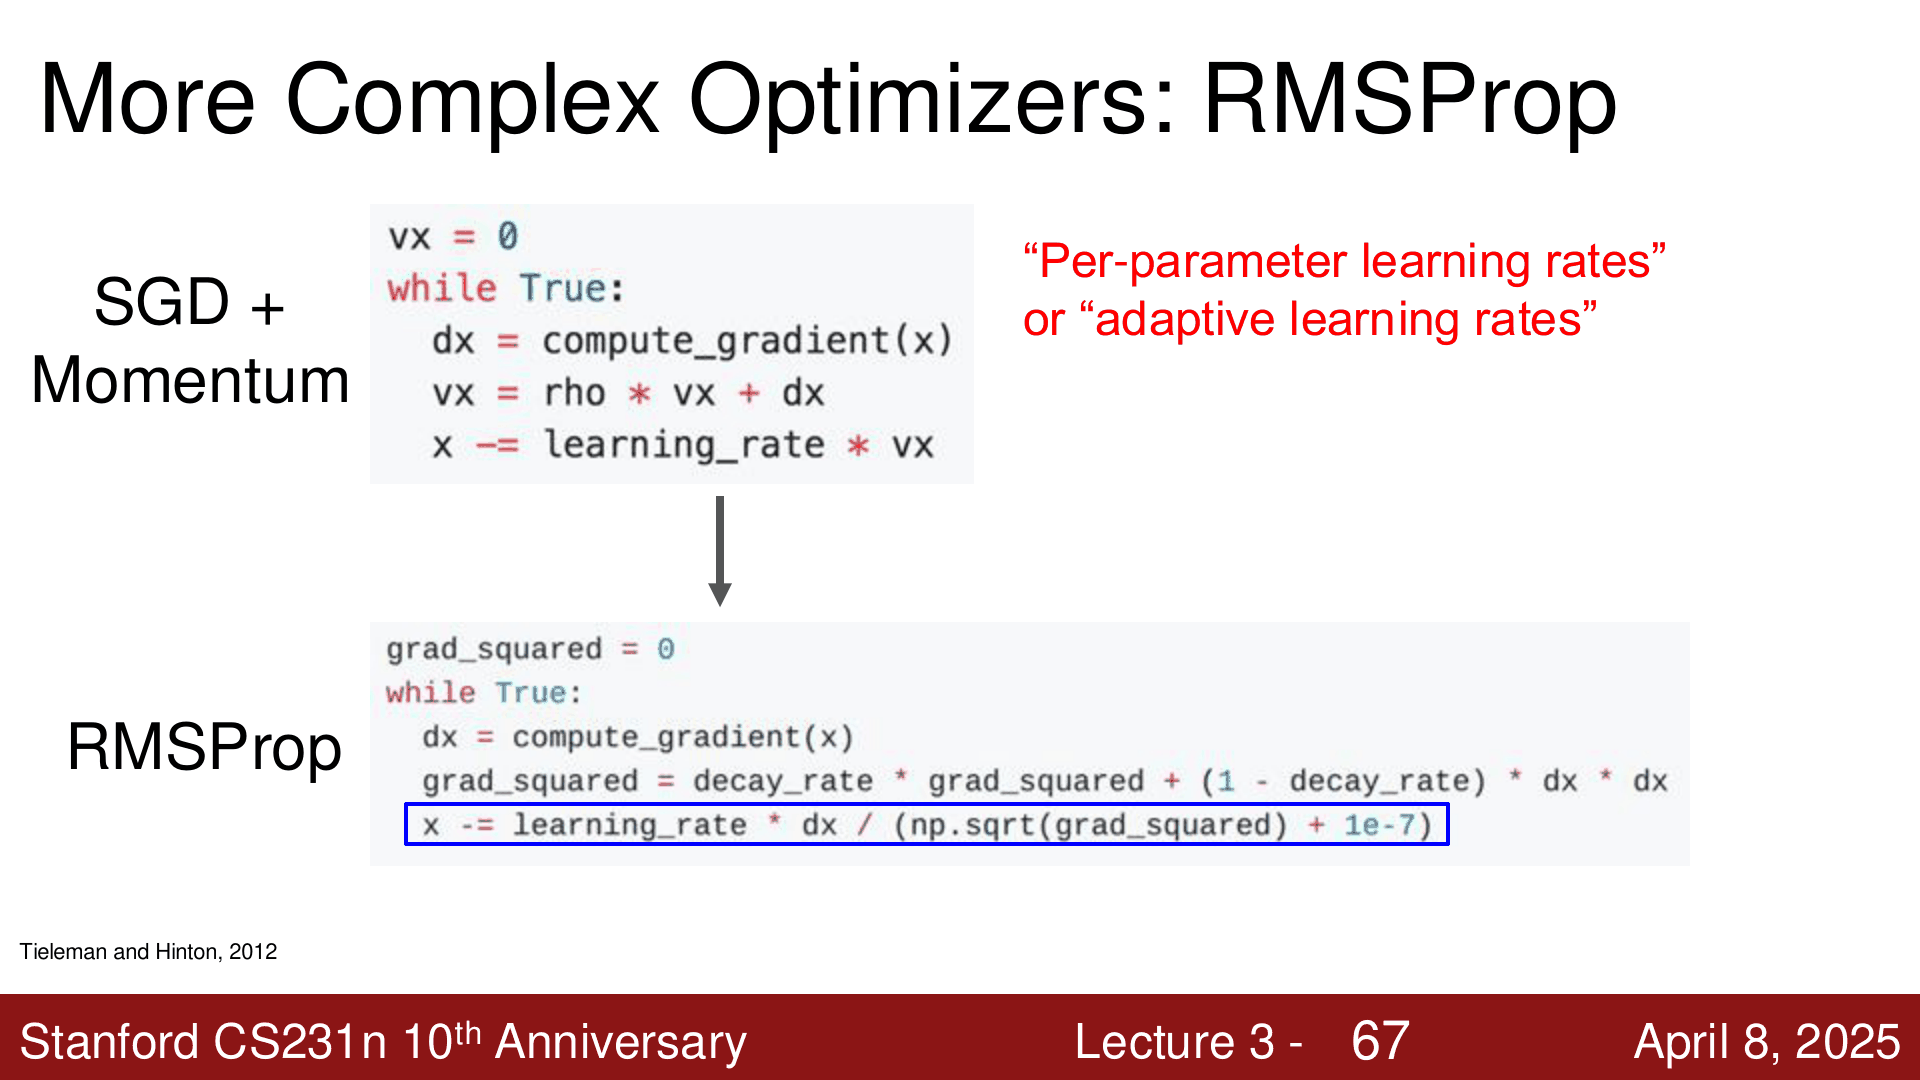 More Complex Optimizers: RMSProp
SGD +
Momentum
vx = 0
while True:
dx = compute_gradient(x)
vx = rho * vx + dx
x -= learning_rate * vx
“Per-parameter learning rates”
or “adaptive learning rates”
RMSProp
grad_squared = 0
while True:
dx = compute_gradient(x)
grad_squared = decay_rate * grad_squared + (1 - decay_rate) * dx * dx
x -= learning_rate * dx / (np.sqrt(grad_squared) + 1e-7)
Tieleman and Hinton, 2012
Stanford CS231n 10th Anniversary
Lecture 3 - 67
April 8, 2025